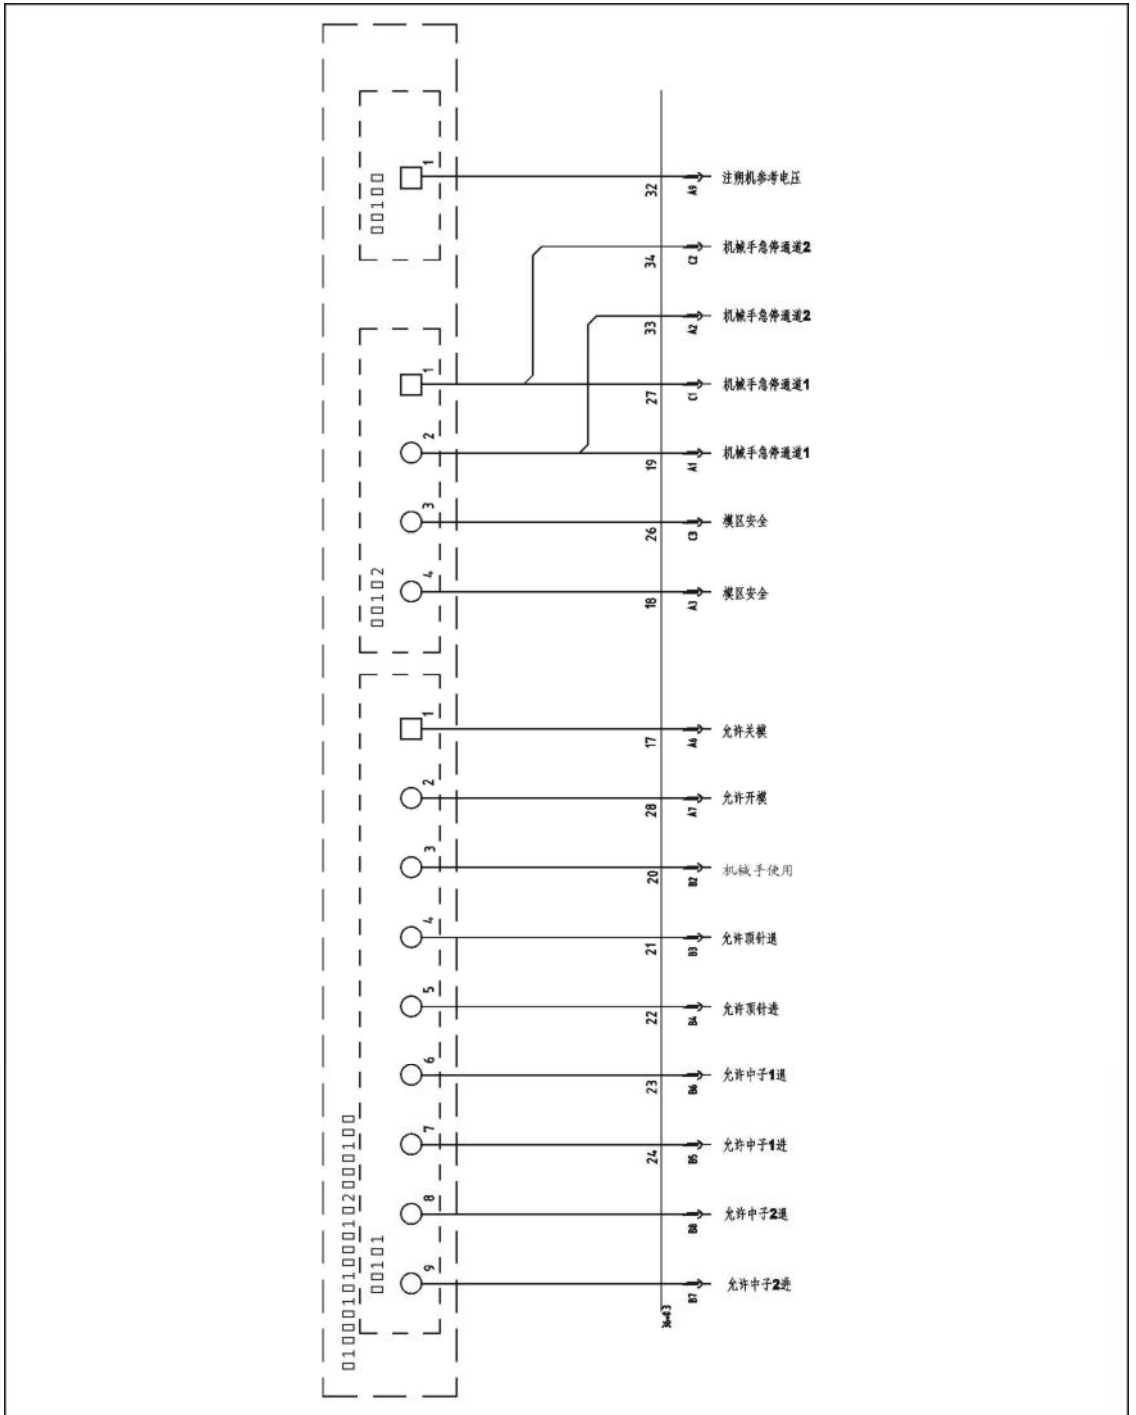 1 32 A9 注朔机参考电压
□□1□□
34 C2 机械手急停通道2
33 A2 机械手急停通道2
1 27 C1 机械手急停通道1
2 19 A1 机械手急停通道1
3 26 C3 模区安全
4 18 A3 模区安全
□□1□2
1 17 A6 允许关模
2 28 A7 允许开模
3 20 B2 机械手使用
4 21 B3 允许顶针退
5 22 B4 允许顶针进
6 23 B6 允许中子1退
7 24 B5 允许中子1进
8 B8 允许中子2退
9 B7 允许中子2进
□□1□1